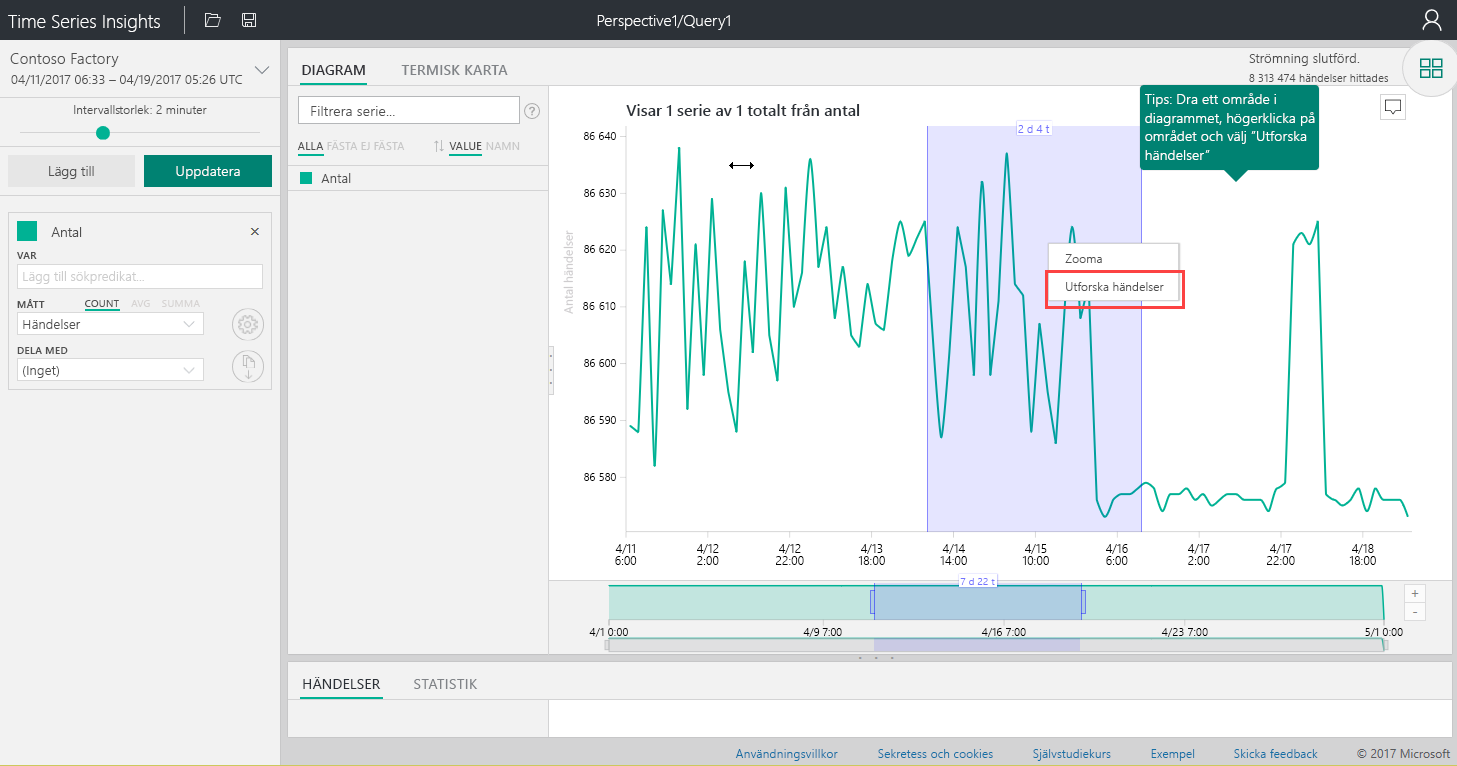 Time Series Insights
Perspective1/Query1
Contoso Factory
04/11/2017 06:33 – 04/19/2017 05:26 UTC
Intervallstorlek: 2 minuter
Lägg till
Uppdatera
Antal
×
VAR
Lägg till sökpredikat...
MÅTT
COUNT AVG SUMMA
Händelser
DELA MED
(Inget)
DIAGRAM
TERMISK KARTA
Strömning slutförd.
8 313 474 händelser hittades
Filtrera serie...
?
ALLA FÄSTA EJ FÄSTA
VALUE NAMN
Antal
Visar 1 serie av 1 totalt från antal
Tips: Dra ett område i
diagrammet, högerklicka på
området och välj ”Utforska
händelser”
2 d 4 t
Antal händelser
86 640
86 630
86 620
86 610
86 600
86 590
86 580
Zooma
Utforska händelser
4/11 4/12 4/12 4/13 4/14 4/15 4/16 4/17 4/17 4/18
6:00 2:00 22:00 18:00 14:00 10:00 6:00 2:00 22:00 18:00
7 d 22 t
+
-
4/1 0:00 4/9 7:00 4/16 7:00 4/23 7:00 5/1 0:00
HÄNDELSER
STATISTIK
Användningsvillkor Sekretess och cookies Självstudiekurs Exempel Skicka feedback © 2017 Microsoft